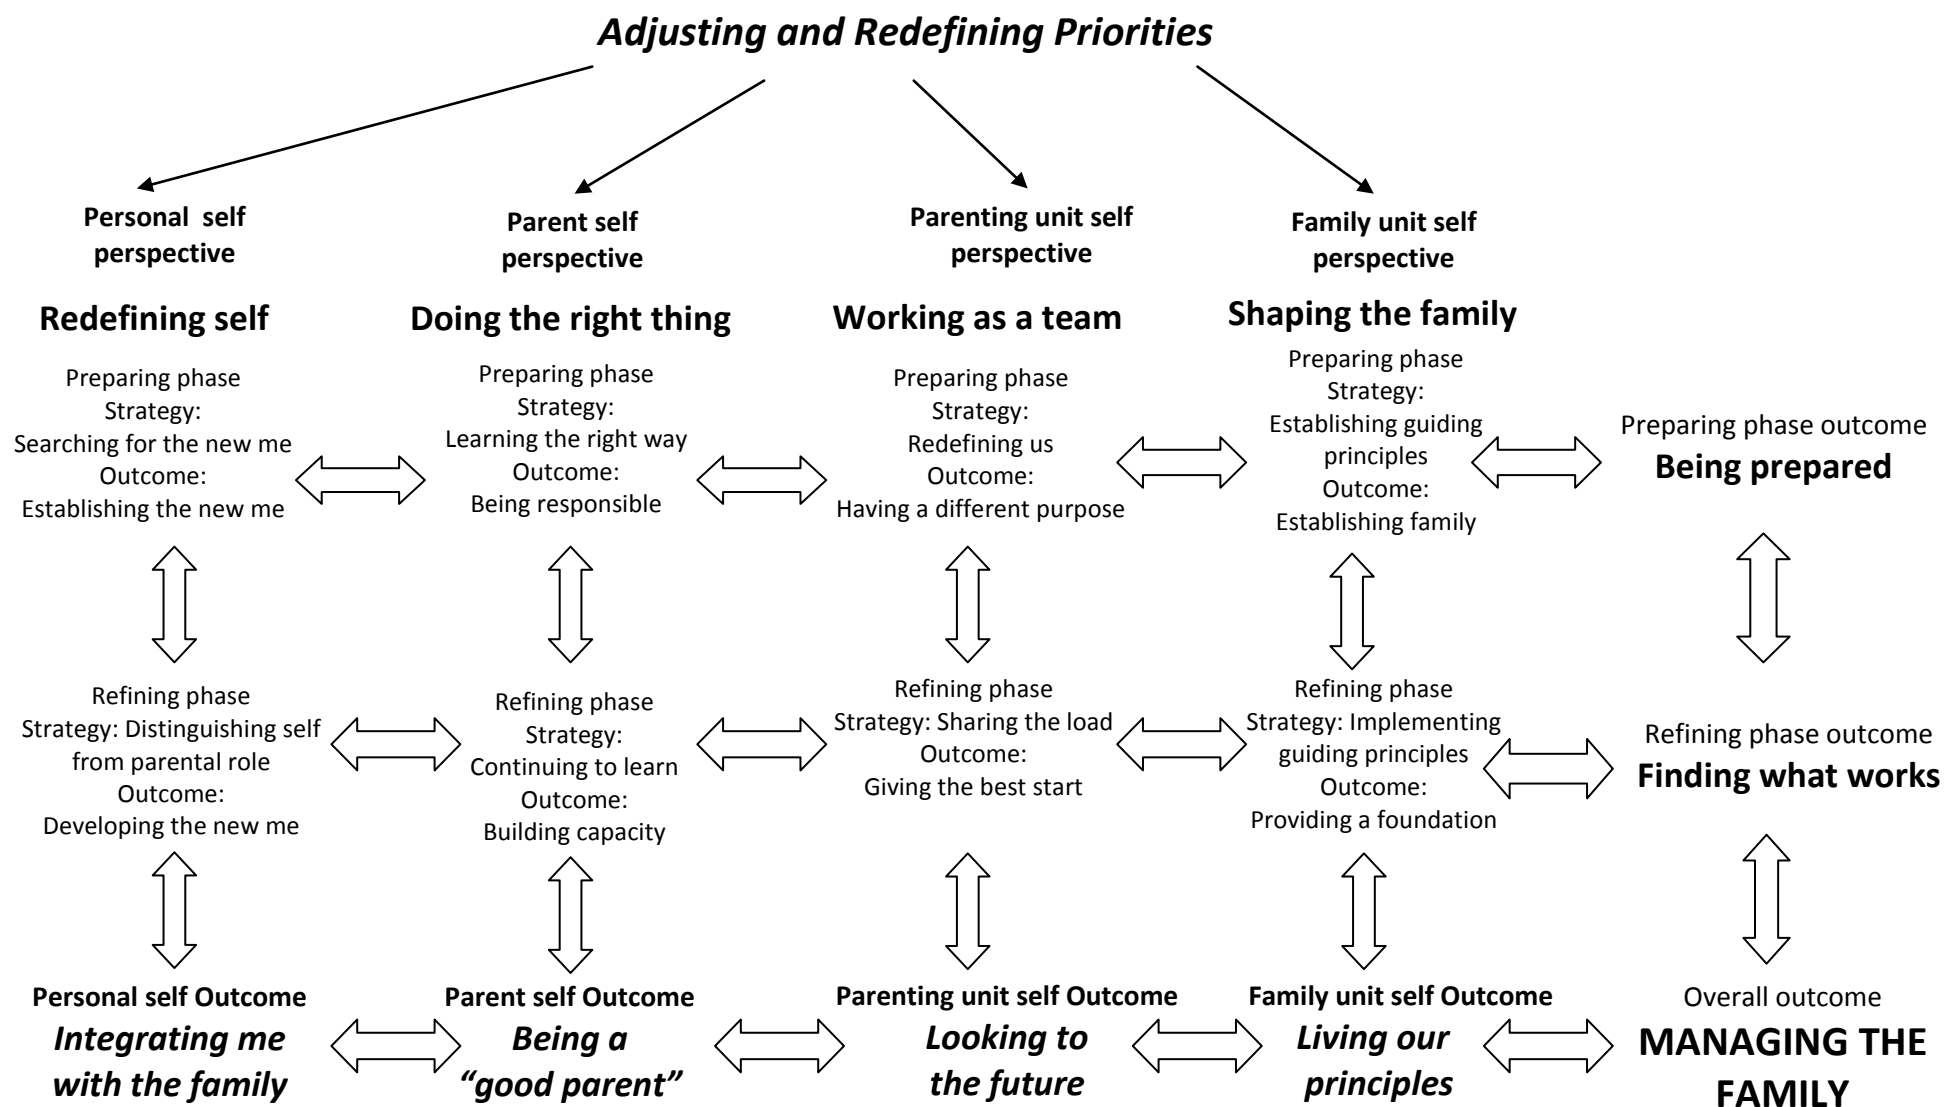 Adjusting and Redefining Priorities
Personal self
perspective
Parent self
perspective
Parenting unit self
perspective
Family unit self
perspective
Redefining self
Doing the right thing
Working as a team
Shaping the family
Preparing phase
Strategy:
Searching for the new me
Outcome:
Establishing the new me
Preparing phase
Strategy:
Learning the right way
Outcome:
Being responsible
Preparing phase
Strategy:
Redefining us
Outcome:
Having a different purpose
Preparing phase
Strategy:
Establishing guiding
principles
Outcome:
Establishing family
Preparing phase outcome
Being prepared
Refining phase
Strategy: Distinguishing self
from parental role
Outcome:
Developing the new me
Refining phase
Strategy:
Continuing to learn
Outcome:
Building capacity
Refining phase
Strategy: Sharing the load
Outcome:
Giving the best start
Refining phase
Strategy: Implementing
guiding principles
Outcome:
Providing a foundation
Refining phase outcome
Finding what works
Personal self Outcome
Integrating me
with the family
Parent self Outcome
Being a
“good parent”
Parenting unit self Outcome
Looking to
the future
Family unit self Outcome
Living our
principles
Overall outcome
MANAGING THE
FAMILY